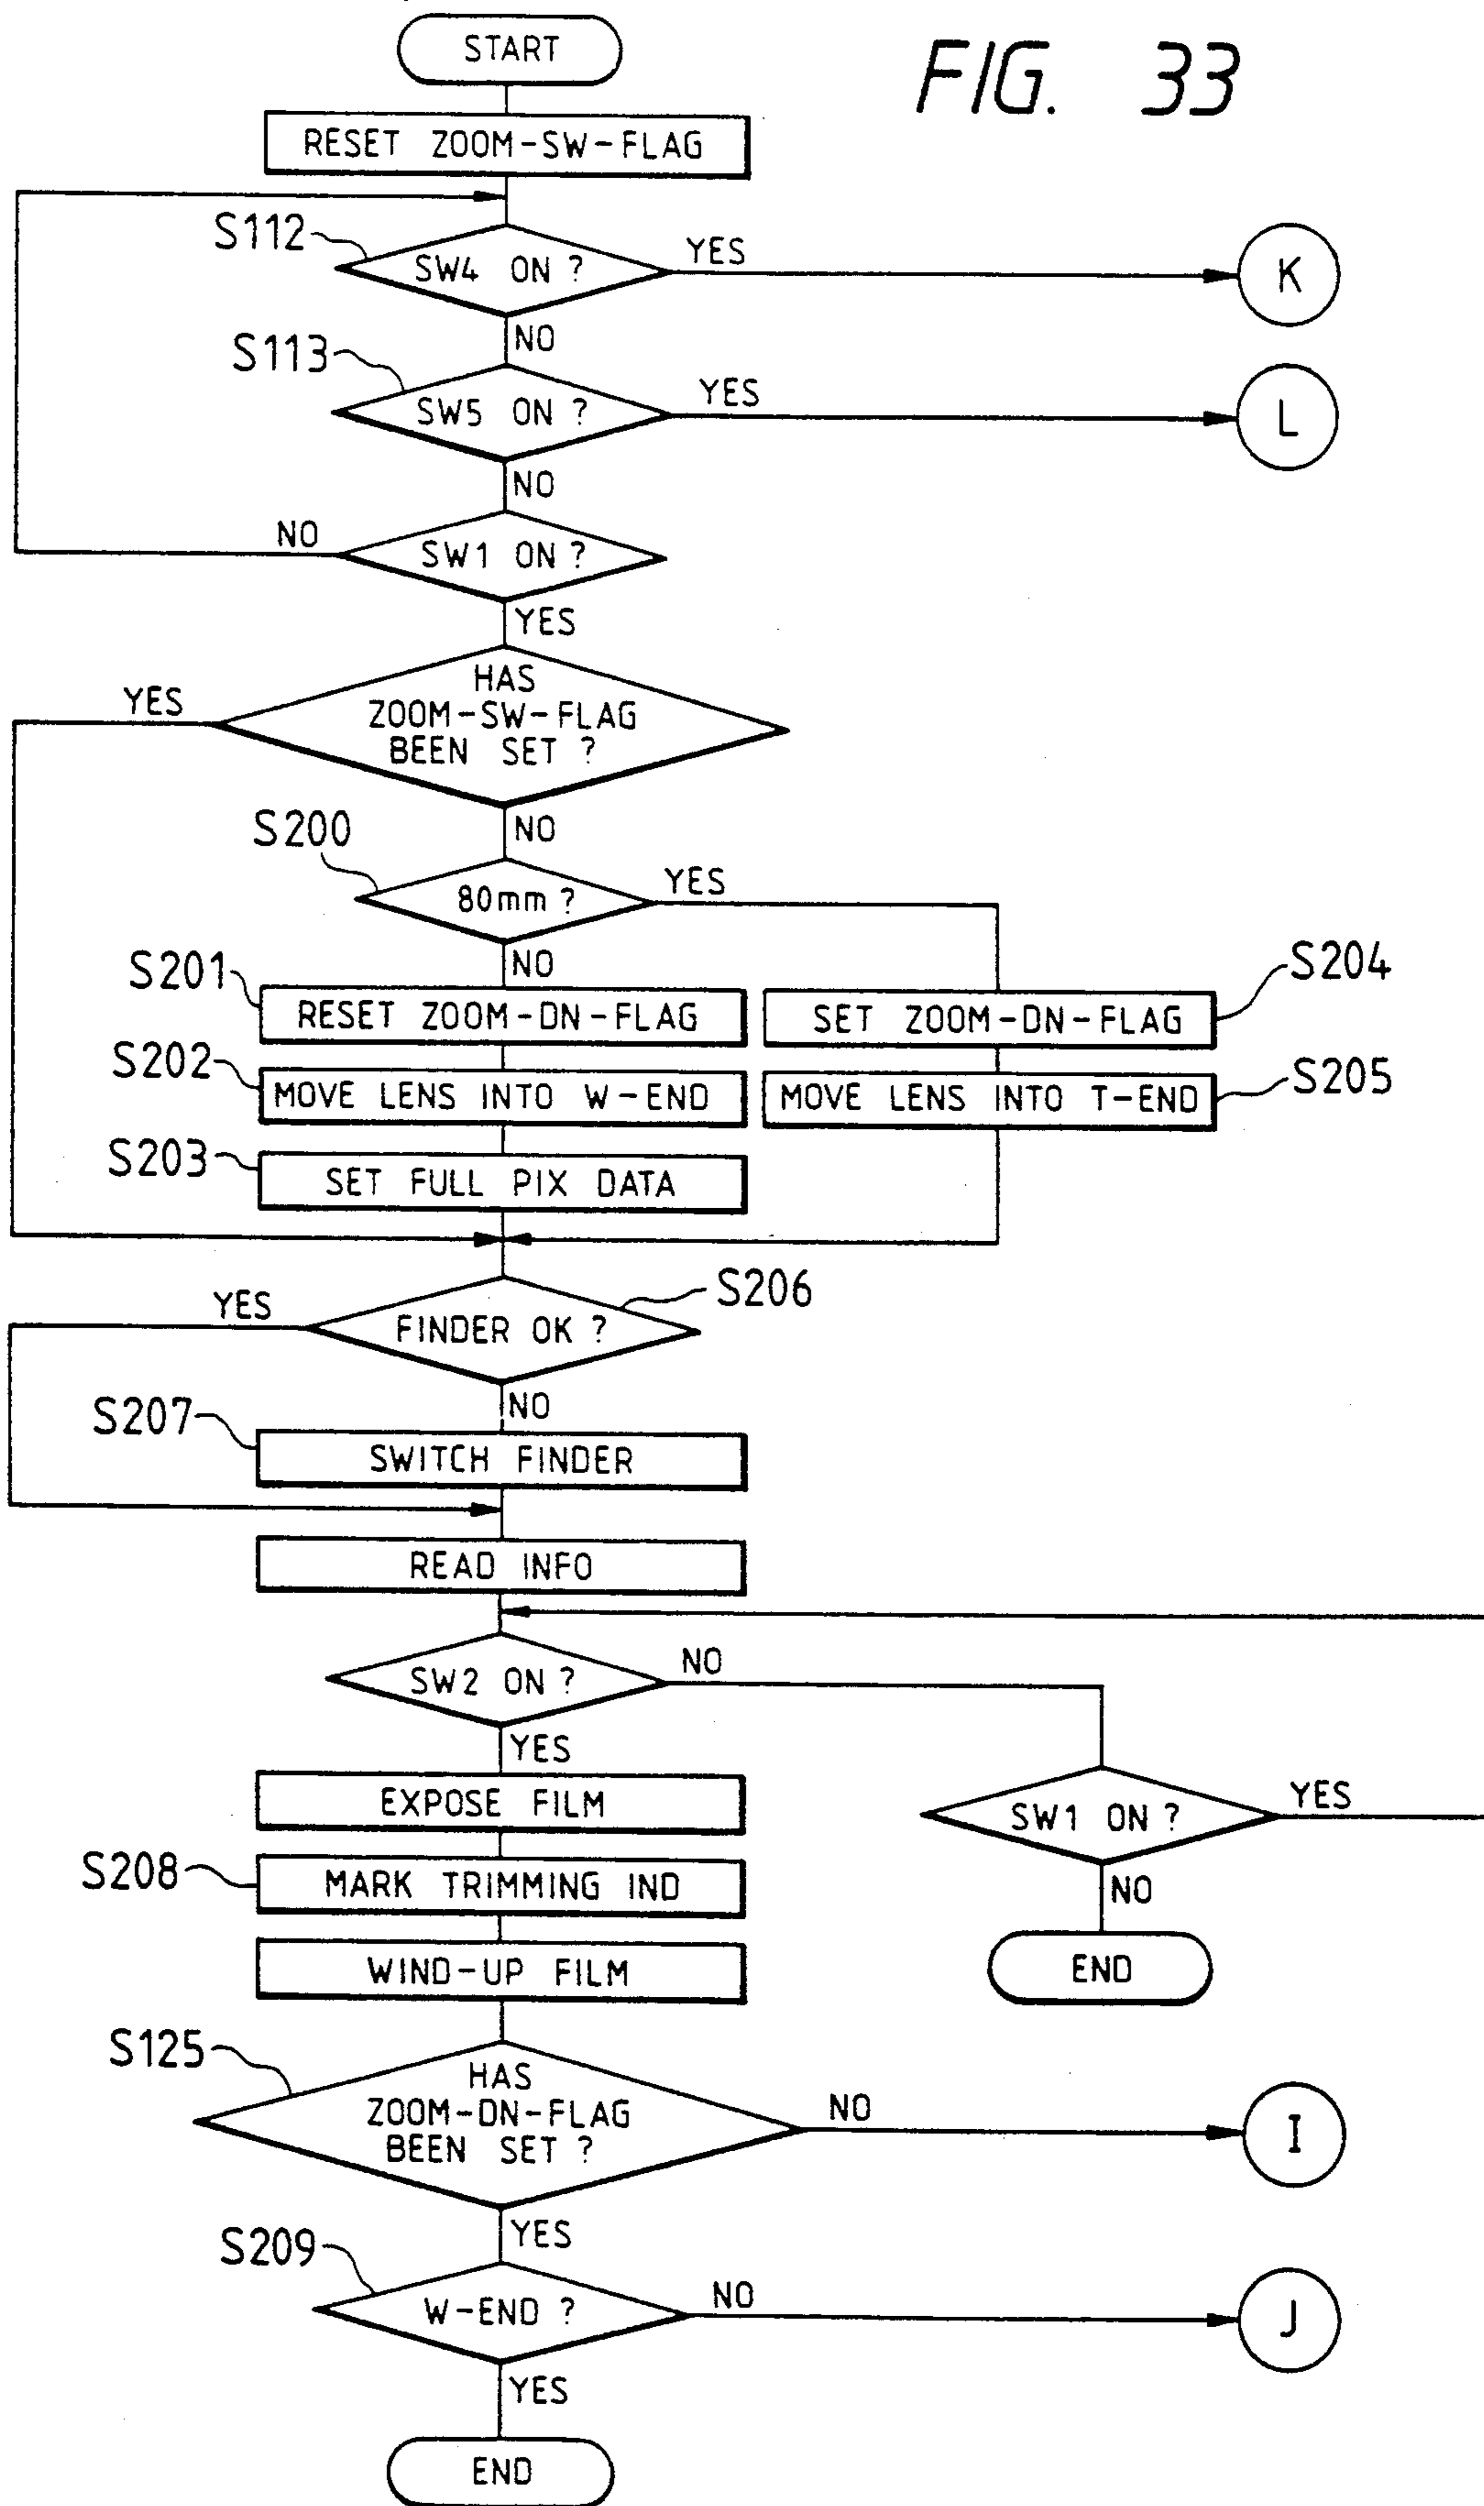 START
FIG. 33
RESET ZOOM-SW-FLAG
S112
SW4 ON ?
YES
K
NO
S113
SW5 ON ?
YES
L
NO
NO
SW1 ON ?
YES
HAS
ZOOM-SW-FLAG
BEEN SET ?
YES
NO
S200
80mm ?
YES
NO
S201
RESET ZOOM-DN-FLAG
SET ZOOM-DN-FLAG
S204
S202
MOVE LENS INTO W-END
MOVE LENS INTO T-END
S205
S203
SET FULL PIX DATA
S206
YES
FINDER OK ?
NO
S207
SWITCH FINDER
READ INFO
SW2 ON ?
NO
YES
EXPOSE FILM
SW1 ON ?
YES
S208
MARK TRIMMING IND
NO
WIND-UP FILM
END
S125
HAS
ZOOM-DN-FLAG
BEEN SET ?
NO
I
YES
S209
W-END ?
NO
J
YES
END